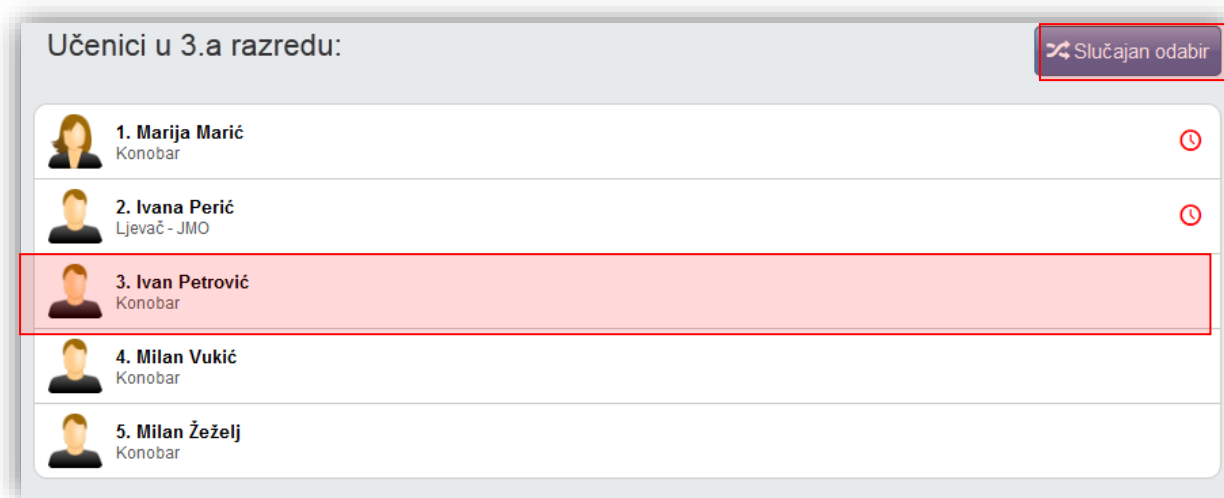 Učenici u 3.a razredu:
Slučajan odabir
1. Marija Marić
Konobar
2. Ivana Perić
Ljevač - JMO
3. Ivan Petrović
Konobar
4. Milan Vukić
Konobar
5. Milan Žeželj
Konobar